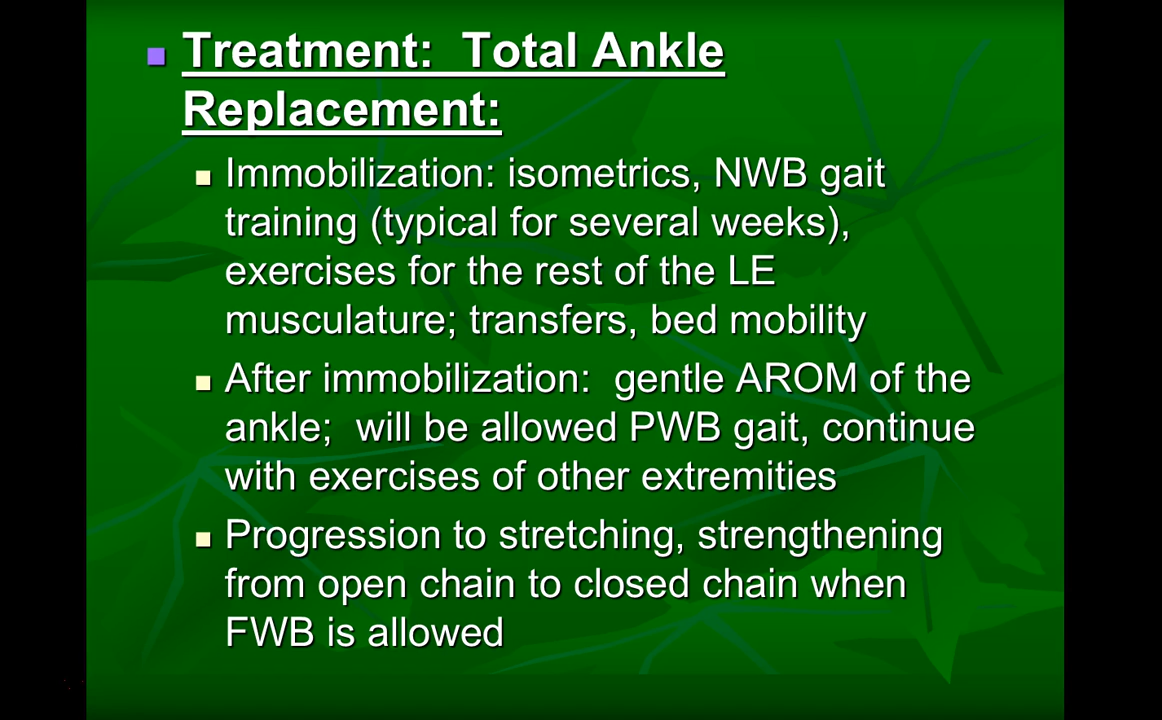 Treatment:  Total Ankle
Replacement:
Immobilization: isometrics, NWB gait
training (typical for several weeks),
exercises for the rest of the LE
musculature; transfers, bed mobility
After immobilization:  gentle AROM of the
ankle;  will be allowed PWB gait, continue
with exercises of other extremities
Progression to stretching, strengthening
from open chain to closed chain when
FWB is allowed